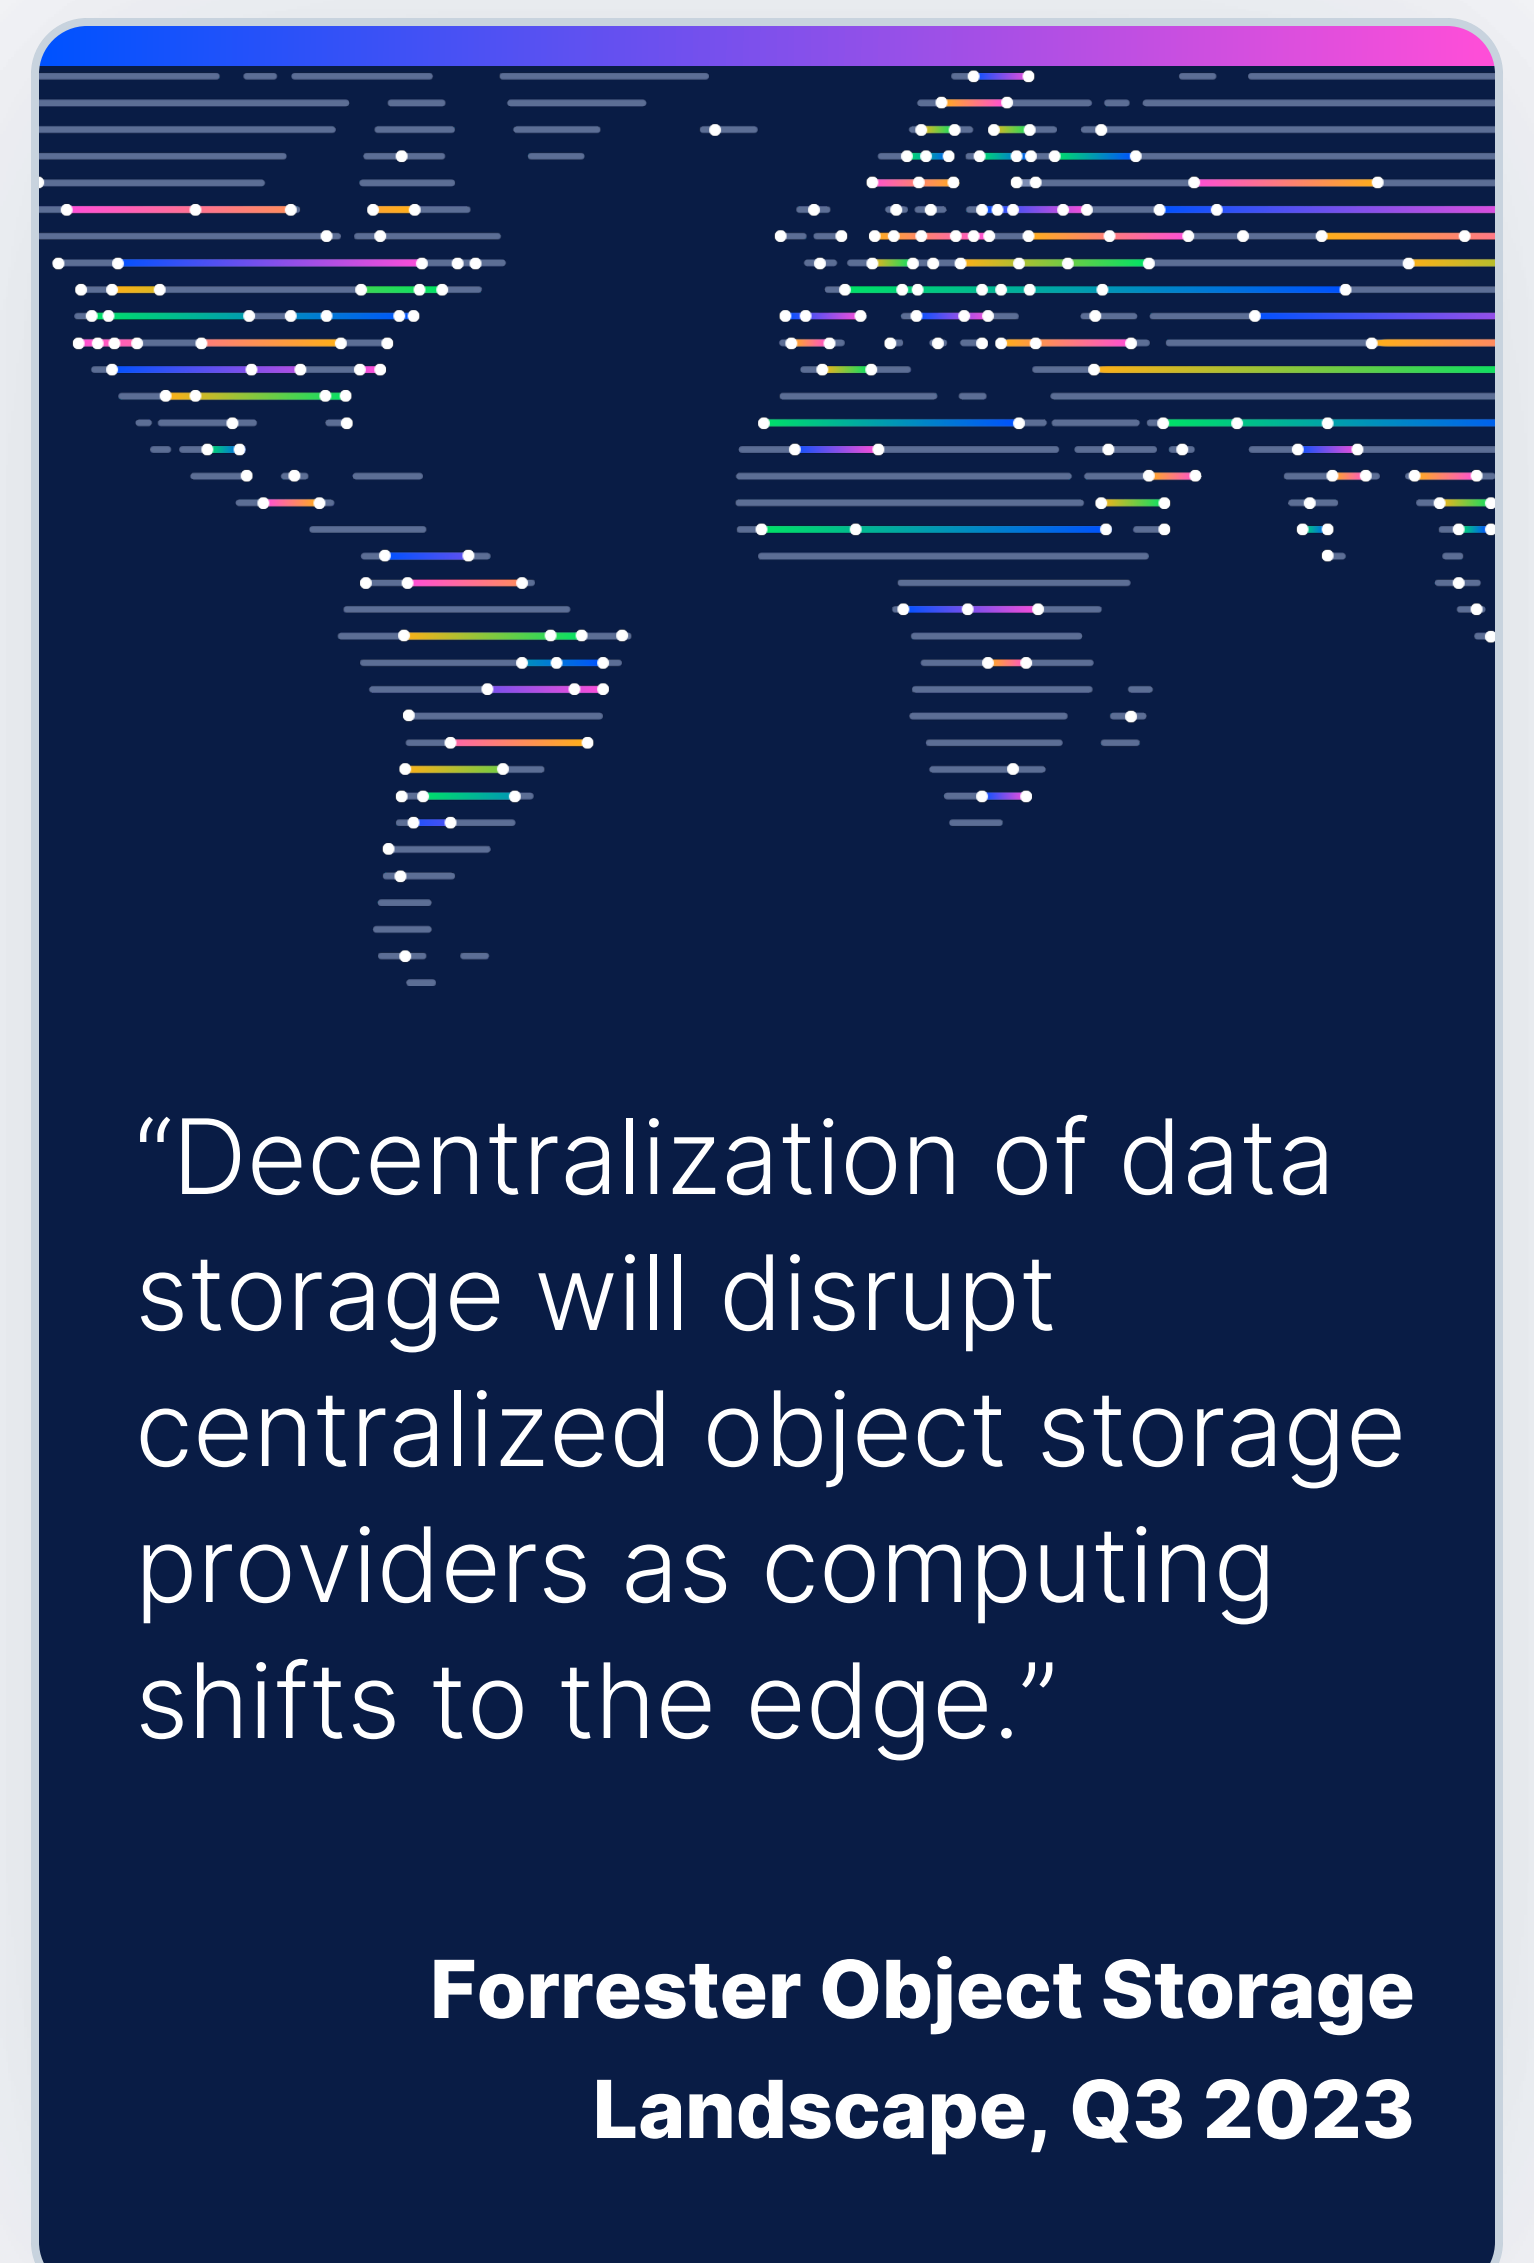 “Decentralization of data
storage will disrupt
centralized object storage
providers as computing
shifts to the edge.”
Forrester Object Storage
Landscape, Q3 2023